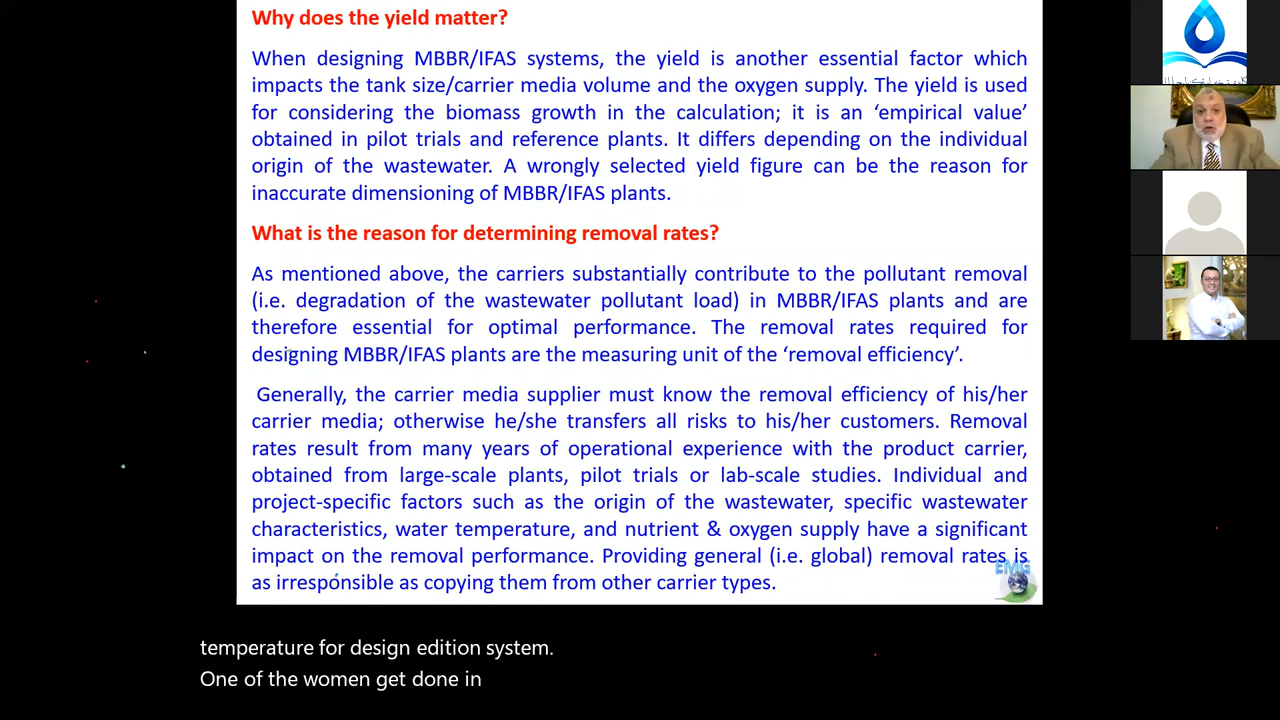 Why does the yield matter?
When designing MBBR/IFAS systems, the yield is another essential factor which
impacts the tank size/carrier media volume and the oxygen supply. The yield is used
for considering the biomass growth in the calculation; it is an ‘empirical value’
obtained in pilot trials and reference plants. It differs depending on the individual
origin of the wastewater. A wrongly selected yield figure can be the reason for
inaccurate dimensioning of MBBR/IFAS plants.
What is the reason for determining removal rates?
As mentioned above, the carriers substantially contribute to the pollutant removal
(i.e. degradation of the wastewater pollutant load) in MBBR/IFAS plants and are
therefore essential for optimal performance. The removal rates required for
designing MBBR/IFAS plants are the measuring unit of the ‘removal efficiency’.
Generally, the carrier media supplier must know the removal efficiency of his/her
carrier media; otherwise he/she transfers all risks to his/her customers. Removal
rates result from many years of operational experience with the product carrier,
obtained from large-scale plants, pilot trials or lab-scale studies. Individual and
project-specific factors such as the origin of the wastewater, specific wastewater
characteristics, water temperature, and nutrient & oxygen supply have a significant
impact on the removal performance. Providing general (i.e. global) removal rates is
as irresponsible as copying them from other carrier types.
EMG
temperature for design edition system.
One of the women get done in